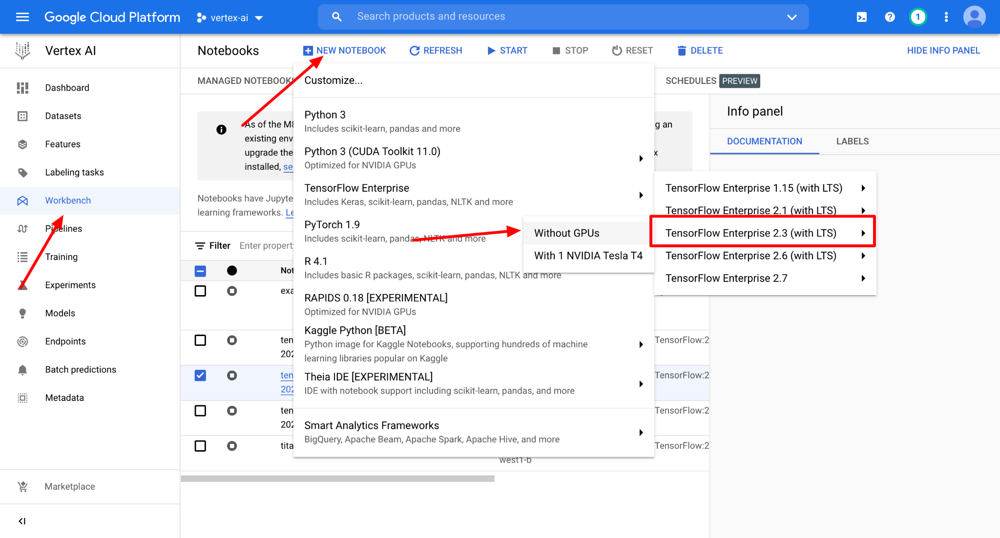 Google Cloud Platform
vertex-ai
Search products and resources
1
Vertex AI
Notebooks
NEW NOTEBOOK
REFRESH
START
STOP
RESET
DELETE
HIDE INFO PANEL
Dashboard
Datasets
Features
Labeling tasks
Workbench
Pipelines
Training
Experiments
Models
Endpoints
Batch predictions
Metadata
Marketplace
MANAGED NOTEBOOKS
SCHEDULES PREVIEW
As of the M
existing env
upgrade the
installed, se
g an
x
Notebooks have Jupyte
learning frameworks. Le
Filter Enter property
Not
exa
ten
202
ten
202
ten
202
tita
TensorFlow:2
TensorFlow:2
TensorFlow:2
TensorFlow:2
west1-b
Customize...
Python 3
Includes scikit-learn, pandas and more
Python 3 (CUDA Toolkit 11.0)
Optimized for NVIDIA GPUs
TensorFlow Enterprise
Includes Keras, scikit-learn, pandas, NLTK and more
PyTorch 1.9
Includes scikit-learn, pandas, NLTK and more
R 4.1
Includes basic R packages, scikit-learn, pandas, NLTK and more
RAPIDS 0.18 [EXPERIMENTAL]
Optimized for NVIDIA GPUs
Kaggle Python [BETA]
Python image for Kaggle Notebooks, supporting hundreds of machine
learning libraries popular on Kaggle
Theia IDE [EXPERIMENTAL]
IDE with notebook support including scikit-learn, pandas, and more
Smart Analytics Frameworks
BigQuery, Apache Beam, Apache Spark, Apache Hive, and more
Without GPUs
With 1 NVIDIA Tesla T4
TensorFlow Enterprise 1.15 (with LTS)
TensorFlow Enterprise 2.1 (with LTS)
TensorFlow Enterprise 2.3 (with LTS)
TensorFlow Enterprise 2.6 (with LTS)
TensorFlow Enterprise 2.7
Info panel
DOCUMENTATION
LABELS